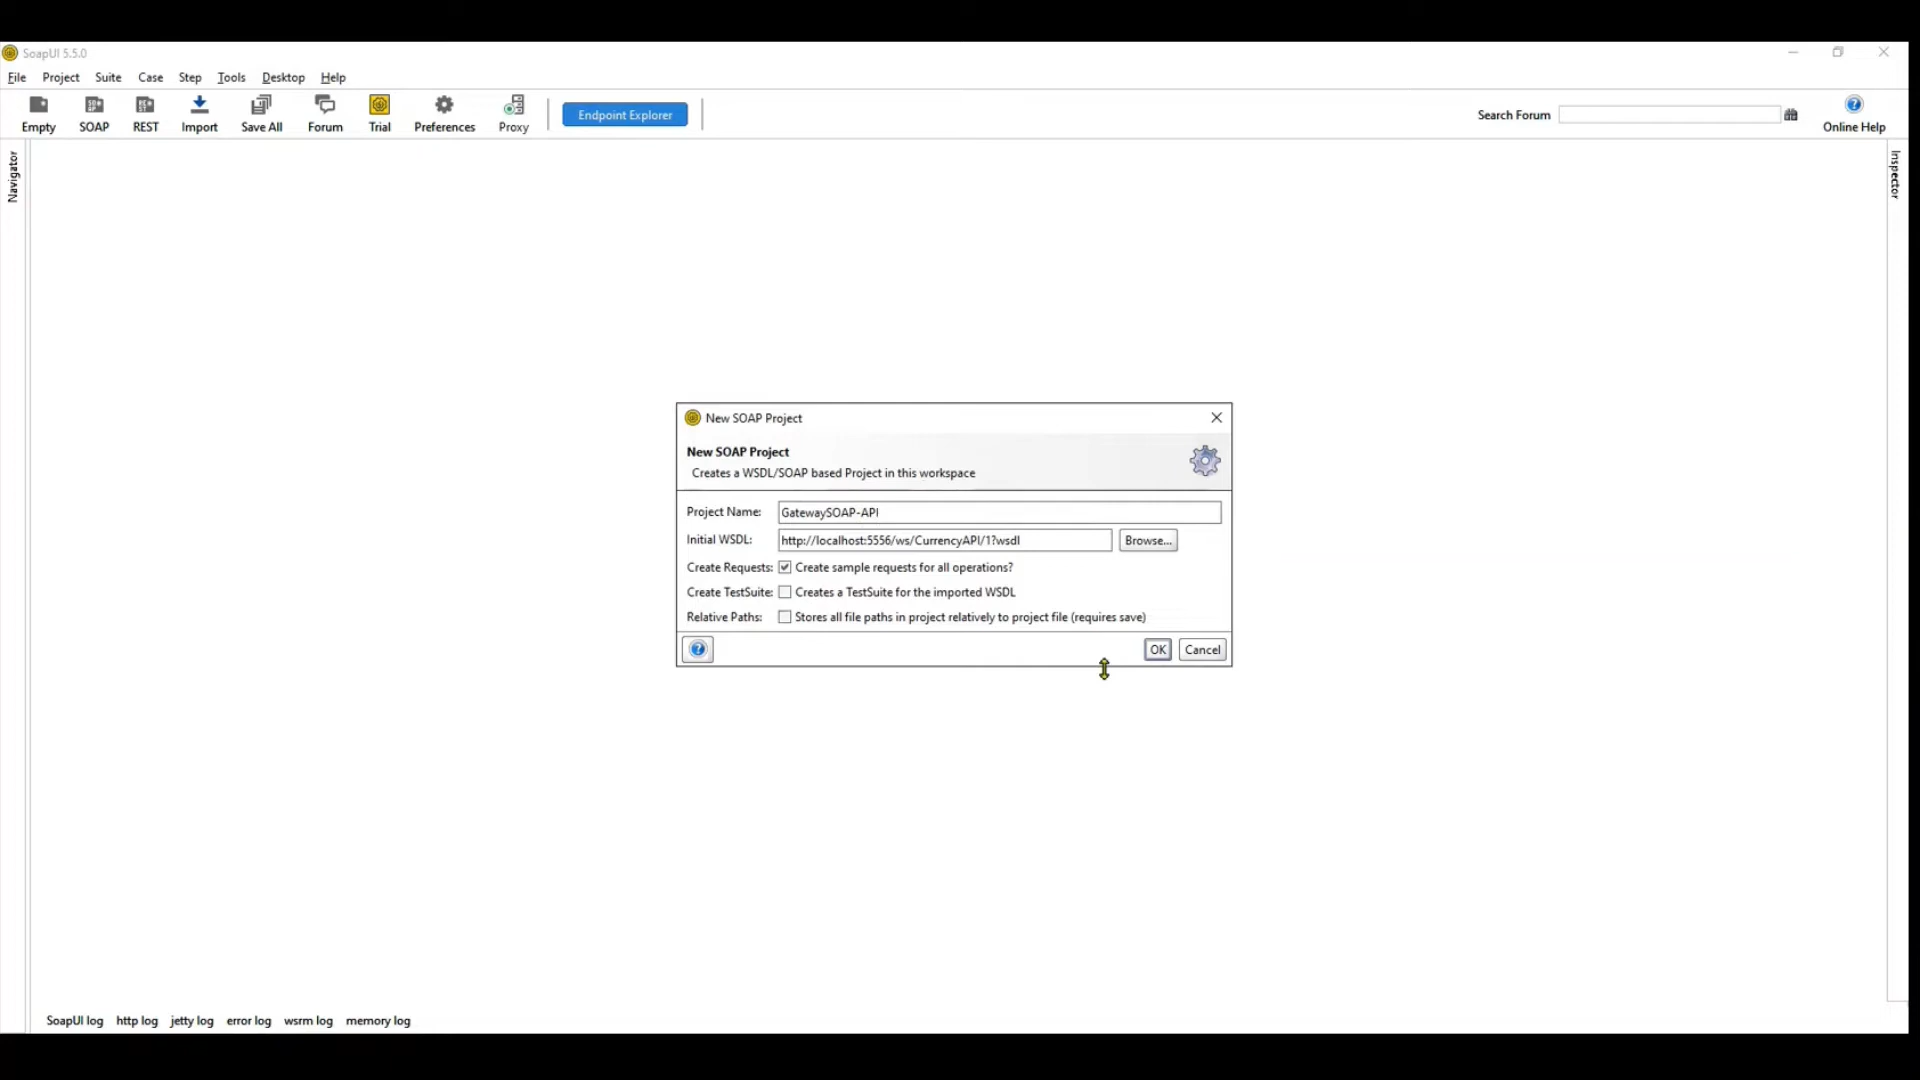 SoapUI 5.5.0
File Project Suite Case Step Tools Desktop Help
Empty SOAP REST Import Save All Forum Trial Preferences Proxy Endpoint Explorer Search Forum Online Help
Navigator
Inspector
New SOAP Project
New SOAP Project
Creates a WSDL/SOAP based Project in this workspace
Project Name: GatewaySOAP-API
Initial WSDL: http://localhost:5556/ws/CurrencyAPI/1?wsdl Browse...
Create Requests: Create sample requests for all operations?
Create TestSuite: Creates a TestSuite for the imported WSDL
Relative Paths: Stores all file paths in project relatively to project file (requires save)
OK Cancel
SoapUI log http log jetty log error log wsrm log memory log